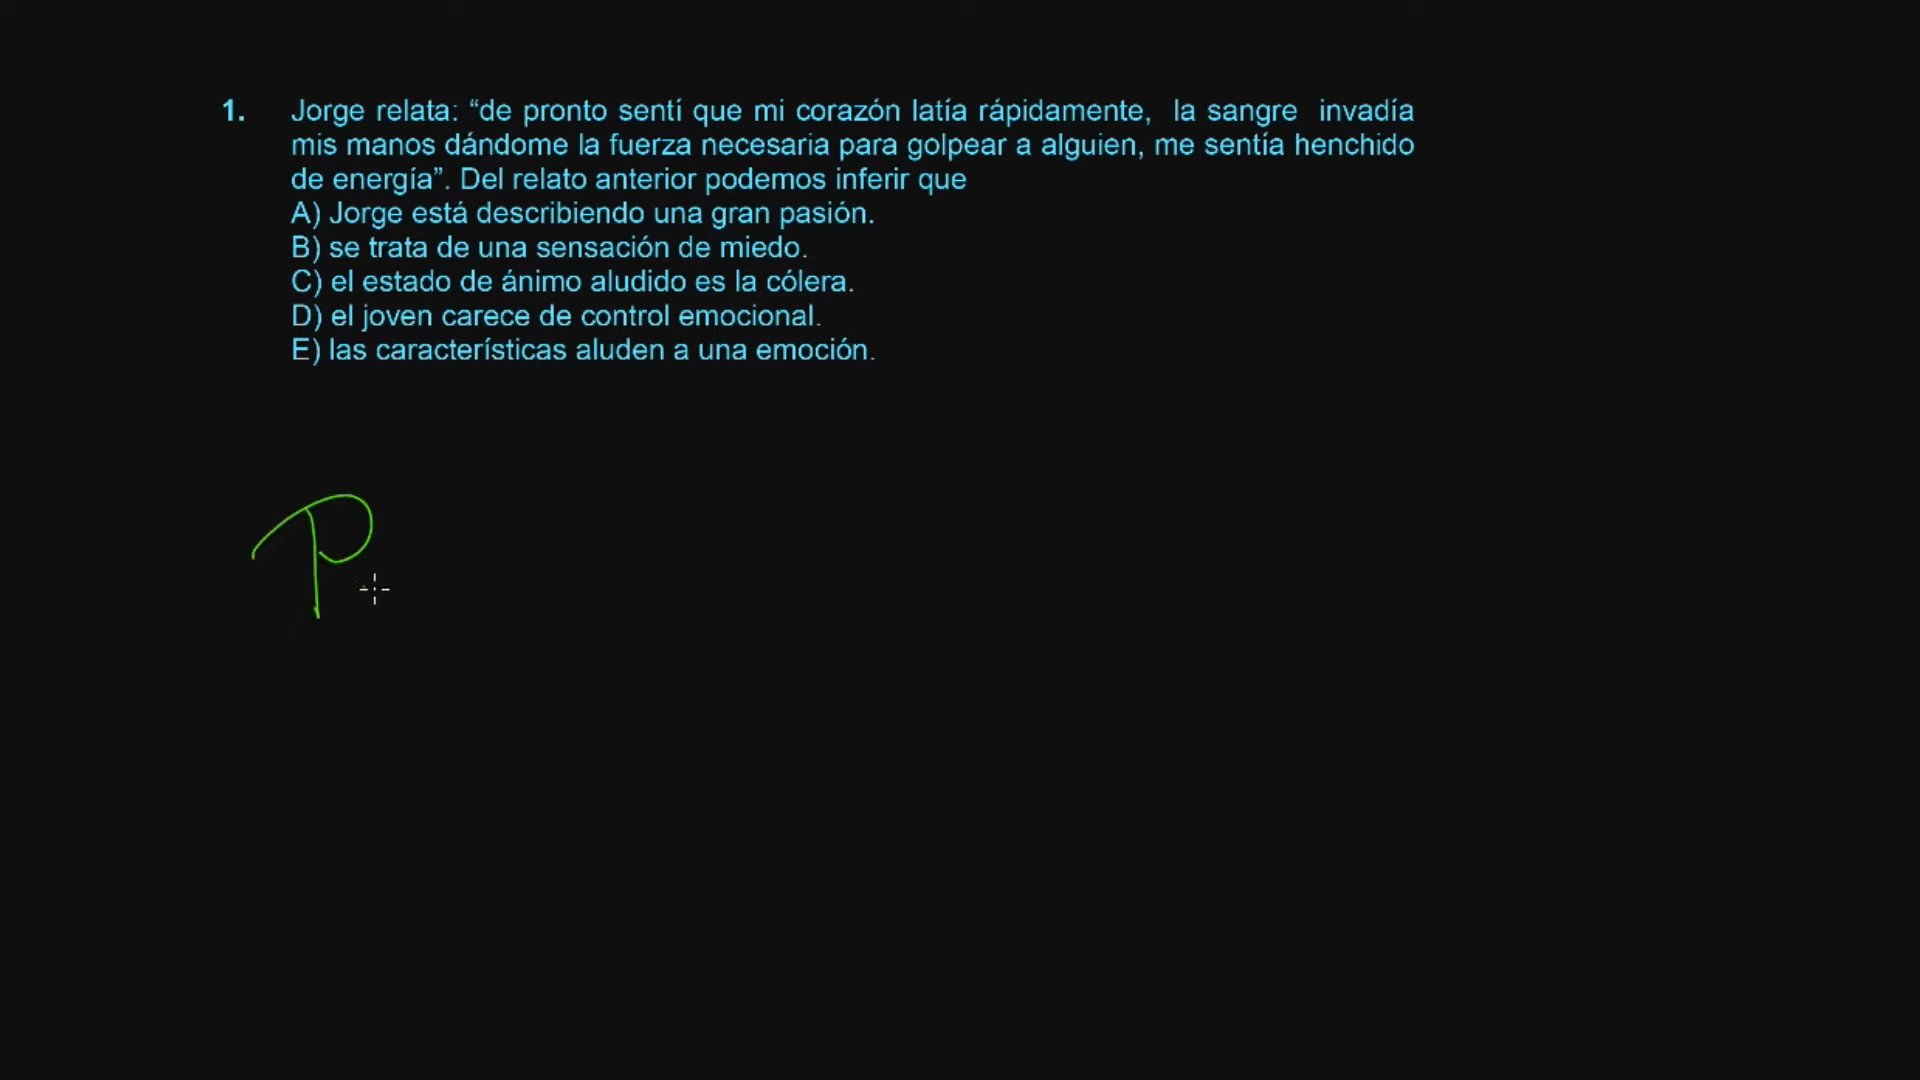 1. Jorge relata: “de pronto sentí que mi corazón latía rápidamente, la sangre invadía
mis manos dándome la fuerza necesaria para golpear a alguien, me sentía henchido
de energía”. Del relato anterior podemos inferir que
A) Jorge está describiendo una gran pasión.
B) se trata de una sensación de miedo.
C) el estado de ánimo aludido es la cólera.
D) el joven carece de control emocional.
E) las características aluden a una emoción.
P